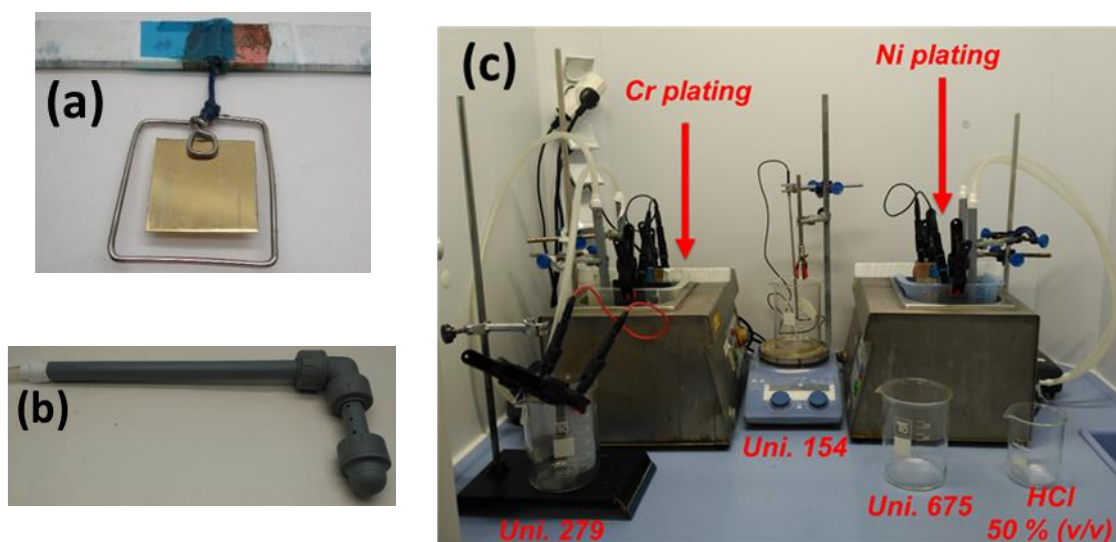 (a)
(b)
(c)
Cr plating
Ni plating
Uni. 154
Uni. 279
Uni. 675
HCl
50 % (v/v)